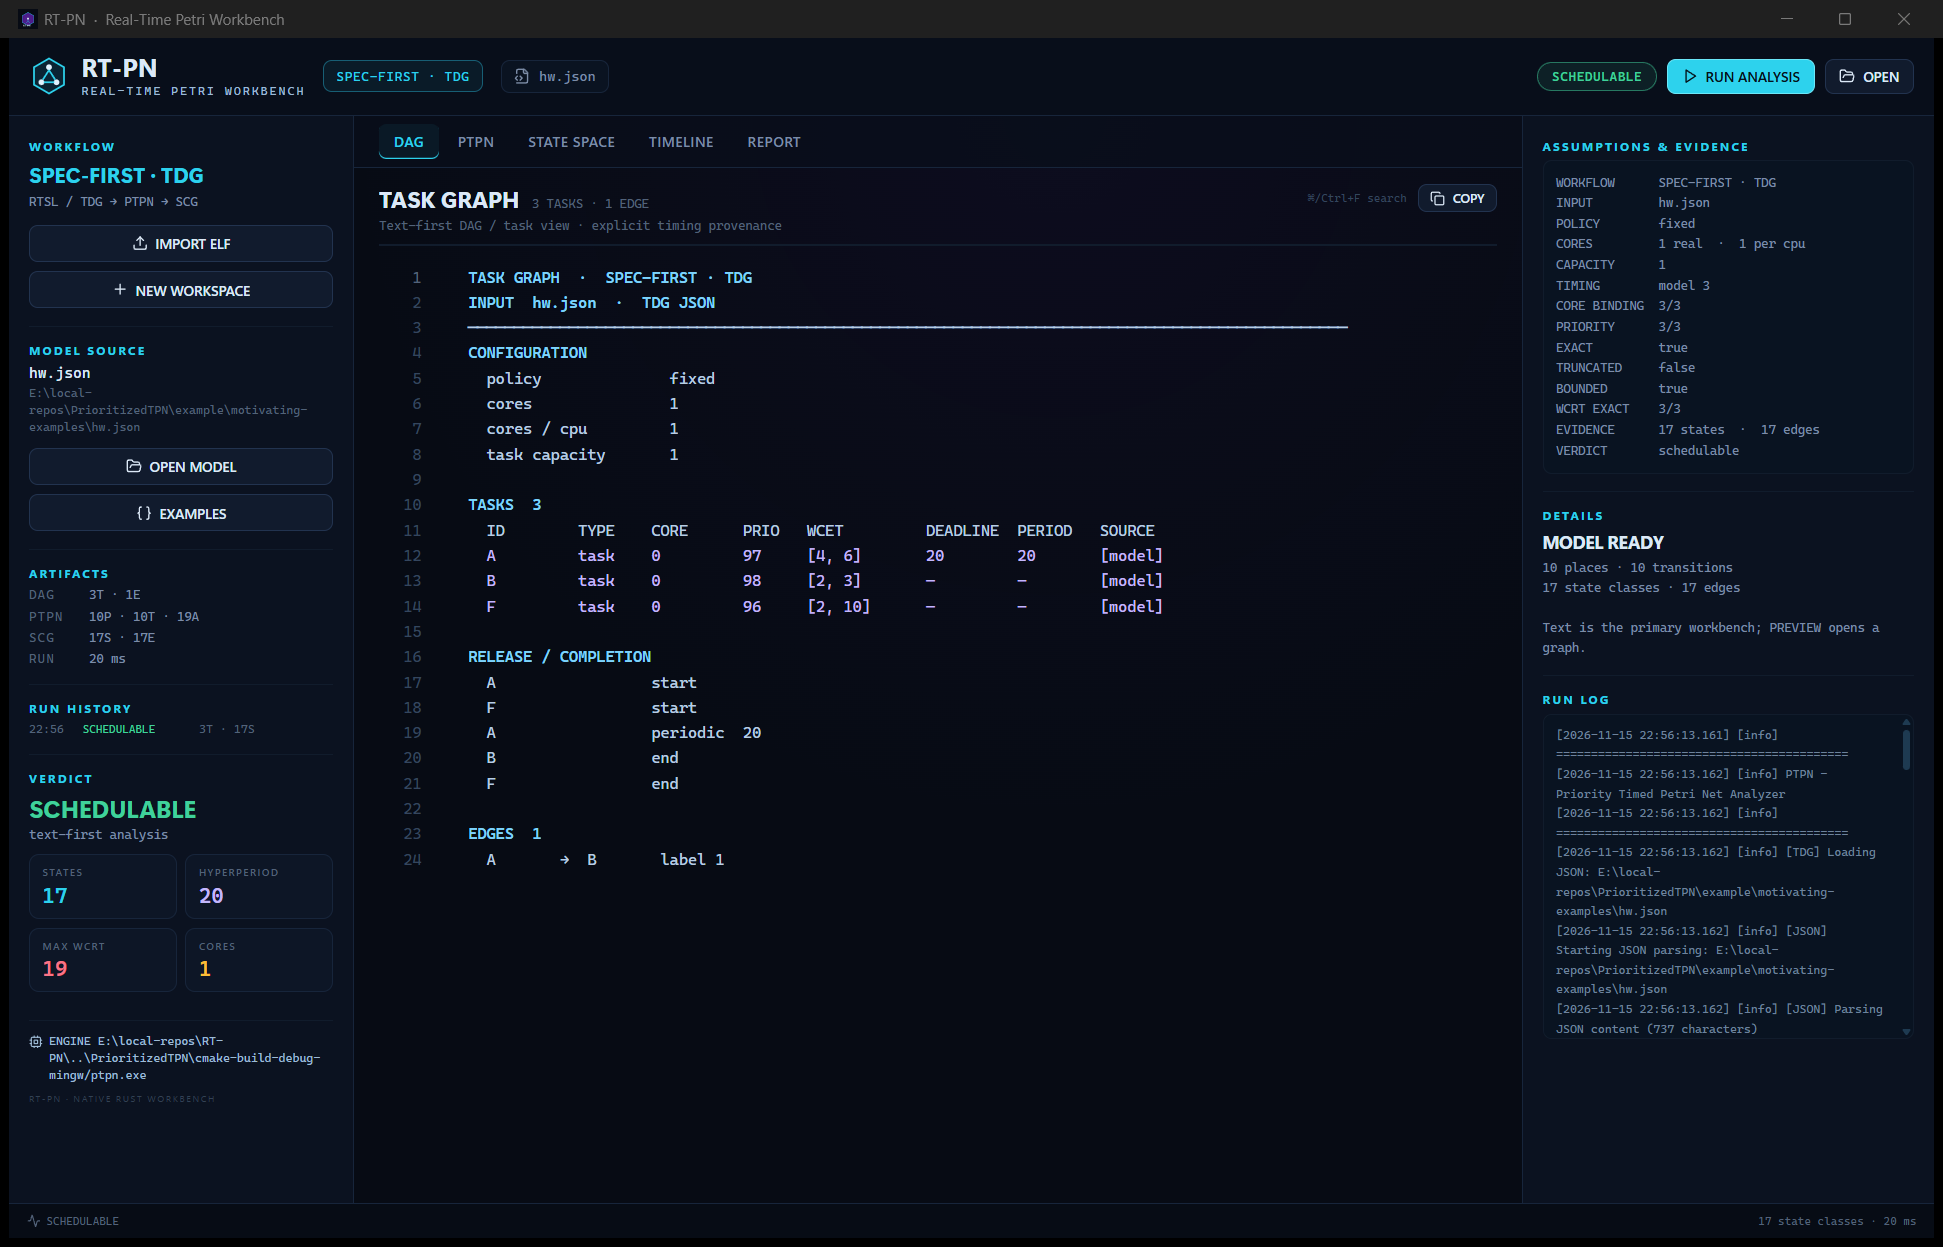 RT-PN · Real-Time Petri Workbench
RT-PN
REAL-TIME PETRI WORKBENCH
SPEC-FIRST · TDG
hw.json
SCHEDULABLE
RUN ANALYSIS
OPEN
WORKFLOW
SPEC-FIRST · TDG
RTSL / TDG → PTPN → SCG
IMPORT ELF
NEW WORKSPACE
MODEL SOURCE
hw.json
E:\local-
repos\PrioritizedTPN\example\motivating-
examples\hw.json
OPEN MODEL
{} EXAMPLES
ARTIFACTS
DAG 3T · 1E
PTPN 10P · 10T · 19A
SCG 17S · 17E
RUN 20 ms
RUN HISTORY
22:56 SCHEDULABLE 3T · 17S
VERDICT
SCHEDULABLE
text-first analysis
STATES
17
HYPERPERIOD
20
MAX WCRT
19
CORES
1
ENGINE E:\local-repos\RT-
PN\..\PrioritizedTPN\cmake-build-debug-
mingw/ptpn.exe
RT-PN · NATIVE RUST WORKBENCH
DAG
PTPN
STATE SPACE
TIMELINE
REPORT
TASK GRAPH 3 TASKS · 1 EDGE
Text-first DAG / task view · explicit timing provenance
⌘/Ctrl+F search
COPY
1 TASK GRAPH · SPEC-FIRST · TDG
2 INPUT hw.json · TDG JSON
3
4 CONFIGURATION
5 policy fixed
6 cores 1
7 cores / cpu 1
8 task capacity 1
9
10 TASKS 3
11 ID TYPE CORE PRIO WCET DEADLINE PERIOD SOURCE
12 A task 0 97 [4, 6] 20 20 [model]
13 B task 0 98 [2, 3] — — [model]
14 F task 0 96 [2, 10] — — [model]
15
16 RELEASE / COMPLETION
17 A start
18 F start
19 A periodic 20
20 B end
21 F end
22
23 EDGES 1
24 A → B label 1
ASSUMPTIONS & EVIDENCE
WORKFLOW SPEC-FIRST · TDG
INPUT hw.json
POLICY fixed
CORES 1 real · 1 per cpu
CAPACITY 1
TIMING model 3
CORE BINDING 3/3
PRIORITY 3/3
EXACT true
TRUNCATED false
BOUNDED true
WCRT EXACT 3/3
EVIDENCE 17 states · 17 edges
VERDICT schedulable
DETAILS
MODEL READY
10 places · 10 transitions
17 state classes · 17 edges
Text is the primary workbench; PREVIEW opens a
graph.
RUN LOG
[2026-11-15 22:56:13.161] [info]
==========================================
[2026-11-15 22:56:13.162] [info] PTPN -
Priority Timed Petri Net Analyzer
[2026-11-15 22:56:13.162] [info]
==========================================
[2026-11-15 22:56:13.162] [info] [TDG] Loading
JSON: E:\local-
repos\PrioritizedTPN\example\motivating-
examples\hw.json
[2026-11-15 22:56:13.162] [info] [JSON]
Starting JSON parsing: E:\local-
repos\PrioritizedTPN\example\motivating-
examples\hw.json
[2026-11-15 22:56:13.162] [info] [JSON] Parsing
JSON content (737 characters)
SCHEDULABLE
17 state classes · 20 ms